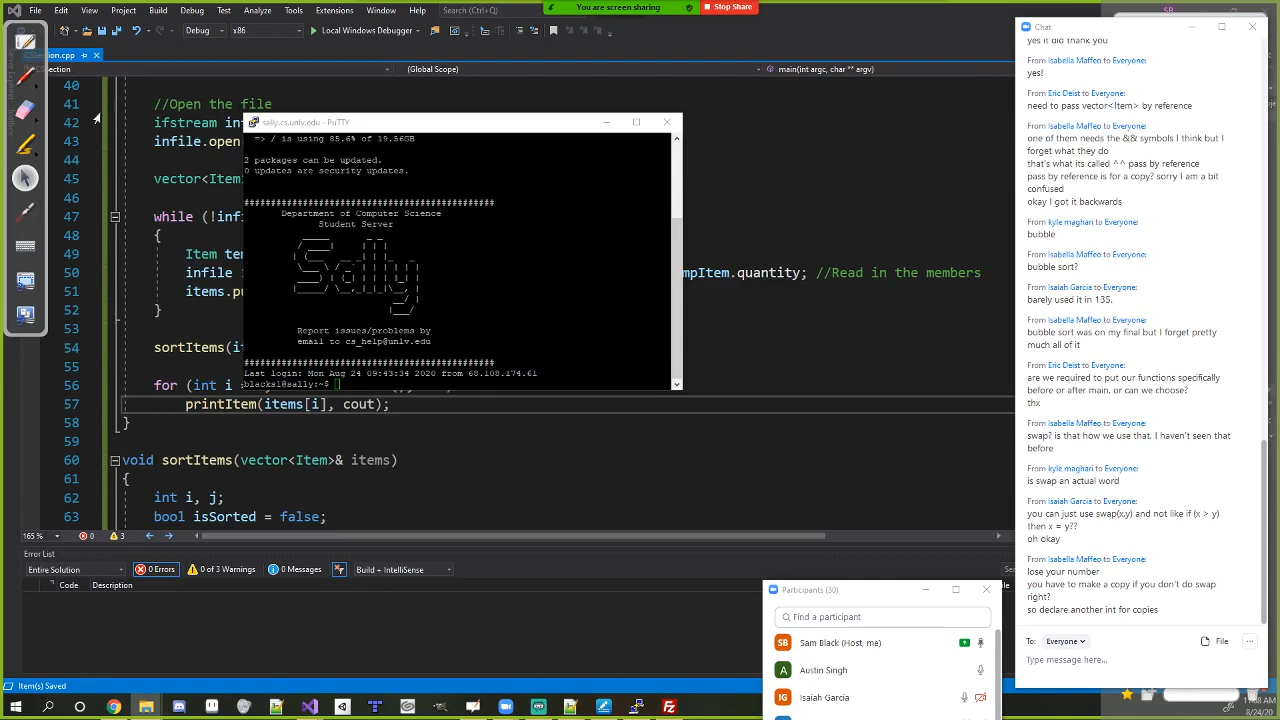 You are screen sharing
Stop Share
File Edit View Project Build Debug Test Analyze Tools Extensions Window Help Search (Ctrl+Q)
SB
Debug x86 Windows Debugger
(Global Scope) main(int argc, char ** argv)
40
41 //Open the file
42 ifstream in
43 infile.open
44
45 vector<Item
46
47 while (!inf
48 {
49 Item tem
50 infile mpItem.quantity; //Read in the members
51 items.pu
52 }
53
54 sortItems(it
55
56 for (int i
57 printItem(items[i], cout);
58 }
59
60 void sortItems(vector<Item>& items)
61 {
62 int i, j;
63 bool isSorted = false;
165 % 0 3
Error List
Entire Solution 0 Errors 0 of 3 Warnings 0 Messages Build + IntelliSense
Code Description
Item(s) Saved
sally.cs.unlv.edu - PuTTY
=> / is using 85.6% of 19.56GB
2 packages can be updated.
0 updates are security updates.
###############################################
Department of Computer Science
Student Server
Sally
Report issues/problems by
email to cs_help@unlv.edu
###############################################
Last login: Mon Aug 24 09:43:34 2020 from 68.108.174.61
blacks1@sally:~$
Participants (30)
Find a participant
SB Sam Black (Host, me)
A Austin Singh
IG Isaiah Garcia
Chat
yes it did thank you
From Isabella Maffeo to Everyone:
yes!
From Eric Deist to Everyone:
need to pass vector<Item> by reference
From Isabella Maffeo to Everyone:
one of them needs the && symbols I think but I
forget what they do
that's what its called ^^ pass by reference
pass by reference is for a copy? sorry I am a bit
confused
okay I got it backwards
From kyle maghari to Everyone:
bubble
From Isabella Maffeo to Everyone:
bubble sort?
From Isaiah Garcia to Everyone:
barely used it in 135.
From Isabella Maffeo to Everyone:
bubble sort was on my final but I forget pretty
much all of it
From Eric Deist to Everyone:
are we required to put our functions specifically
before or after main, or can we choose?
thx
From Isabella Maffeo to Everyone:
swap? is that how we use that, I haven't seen that
before
From kyle maghari to Everyone:
is swap an actual word
From Isaiah Garcia to Everyone:
you can just use swap(x,y) and not like if (x > y)
then x = y??
oh okay
From Isabella Maffeo to Everyone:
lose your number
you have to make a copy if you don't do swap
right?
so declare another int for copies
To: Everyone File
Type message here...
8/24/20